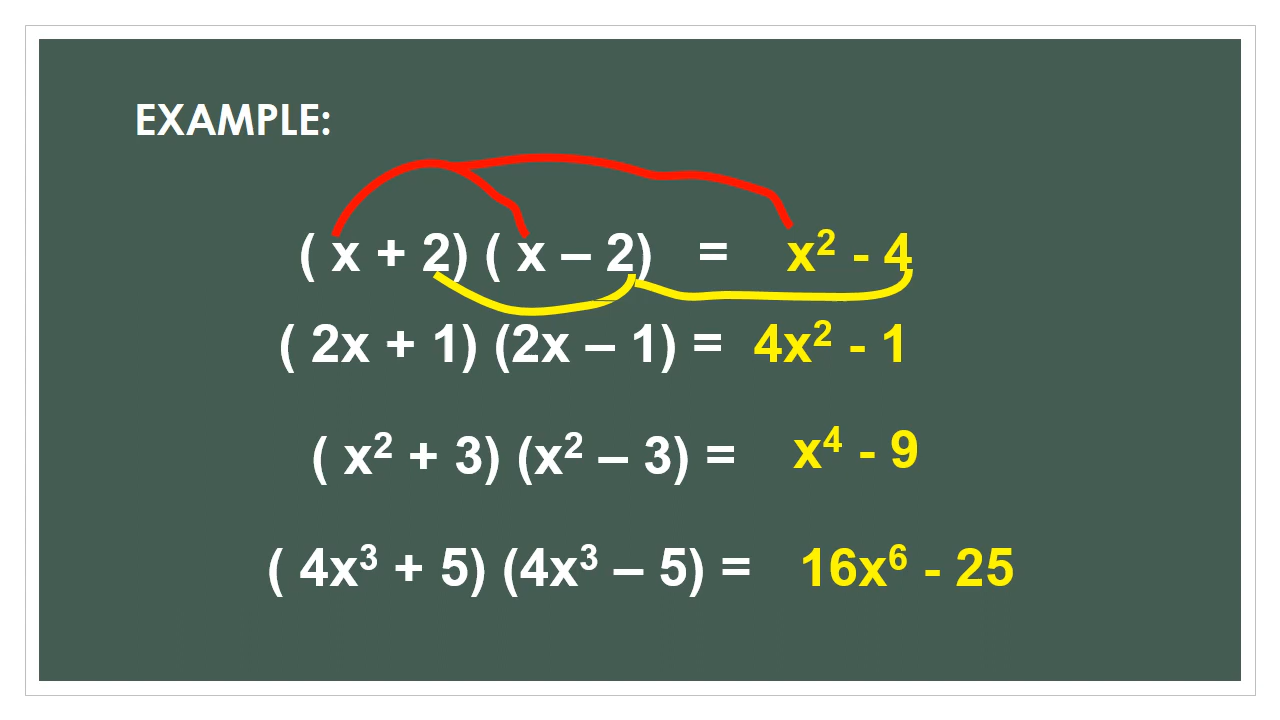 EXAMPLE:
( x + 2) ( x – 2) = x² - 4
( 2x + 1) (2x – 1) = 4x² - 1
( x² + 3) (x² – 3) = x⁴ - 9
( 4x³ + 5) (4x³ – 5) = 16x⁶ - 25